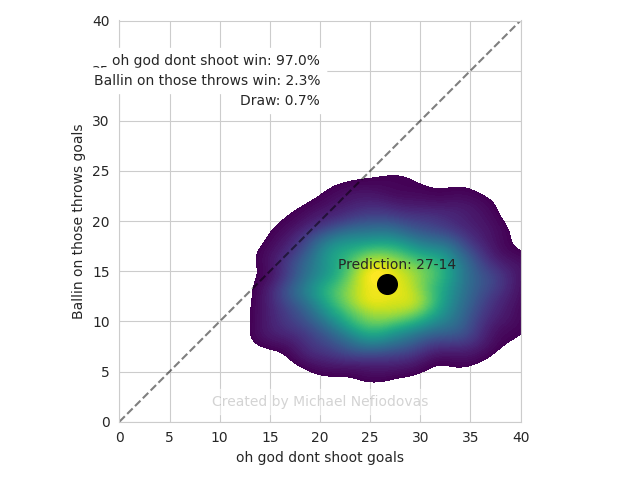 40
oh god dont shoot win: 97.0%
Ballin on those throws win: 2.3%
Draw: 0.7%
30
25
20
15
10
5
0
Ballin on those throws goals
Prediction: 27-14
Created by Michael Nefiodovas
0 5 10 15 20 25 30 35 40
oh god dont shoot goals